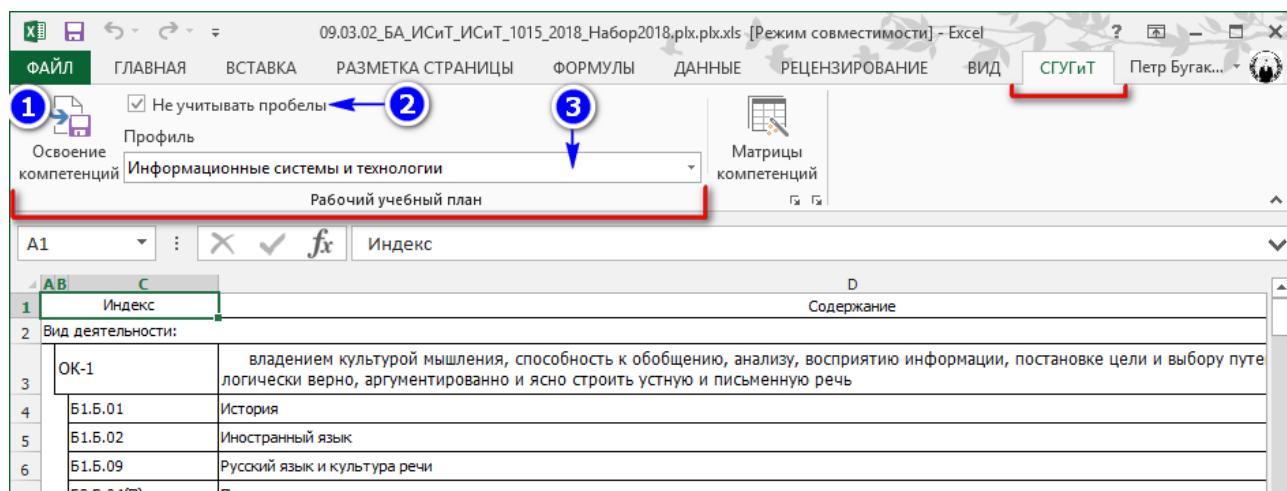 09.03.02_БА_ИСиТ_ИСиТ_1015_2018_Набор2018.plx.plx.xls [Режим совместимости] - Excel
ФАЙЛ ГЛАВНАЯ ВСТАВКА РАЗМЕТКА СТРАНИЦЫ ФОРМУЛЫ ДАННЫЕ РЕЦЕНЗИРОВАНИЕ ВИД СГУГиТ Петр Бугак...
1 Не учитывать пробелы 2 3
Профиль
Освоение компетенций
Информационные системы и технологии
Матрицы компетенций
Рабочий учебный план
A1 fx Индекс
A B C D
1 Индекс Содержание
2 Вид деятельности:
3 ОК-1 владением культурой мышления, способность к обобщению, анализу, восприятию информации, постановке цели и выбору путе
логически верно, аргументированно и ясно строить устную и письменную речь
4 Б1.Б.01 История
5 Б1.Б.02 Иностранный язык
6 Б1.Б.09 Русский язык и культура речи